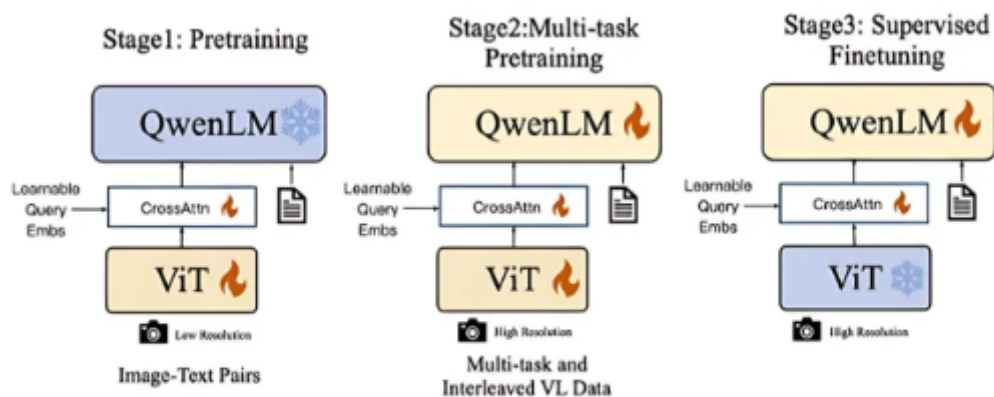 Stage1: Pretraining
QwenLM
Learnable
Query
Embs
CrossAttn
ViT
Low Resolution
Image-Text Pairs
Stage2:Multi-task
Pretraining
QwenLM
Learnable
Query
Embs
CrossAttn
ViT
High Resolution
Multi-task and
Interleaved VL Data
Stage3: Supervised
Finetuning
QwenLM
Learnable
Query
Embs
CrossAttn
ViT
High Resolution